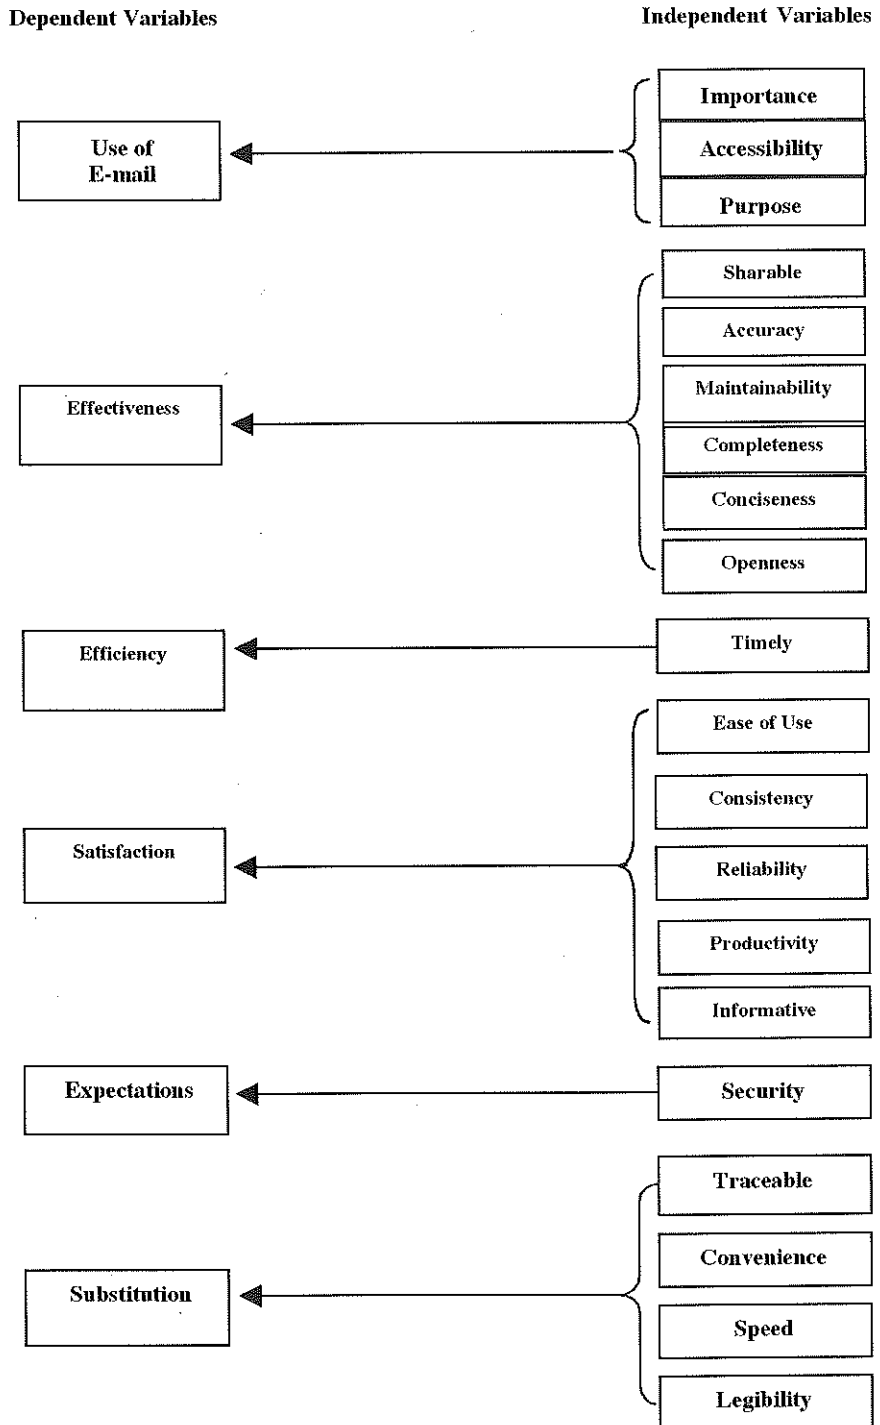 Dependent Variables
Independent Variables
Use of
E-mail
Importance
Accessibility
Purpose
Effectiveness
Sharable
Accuracy
Maintainability
Completeness
Conciseness
Openness
Efficiency
Timely
Satisfaction
Ease of Use
Consistency
Reliability
Productivity
Informative
Expectations
Security
Substitution
Traceable
Convenience
Speed
Legibility